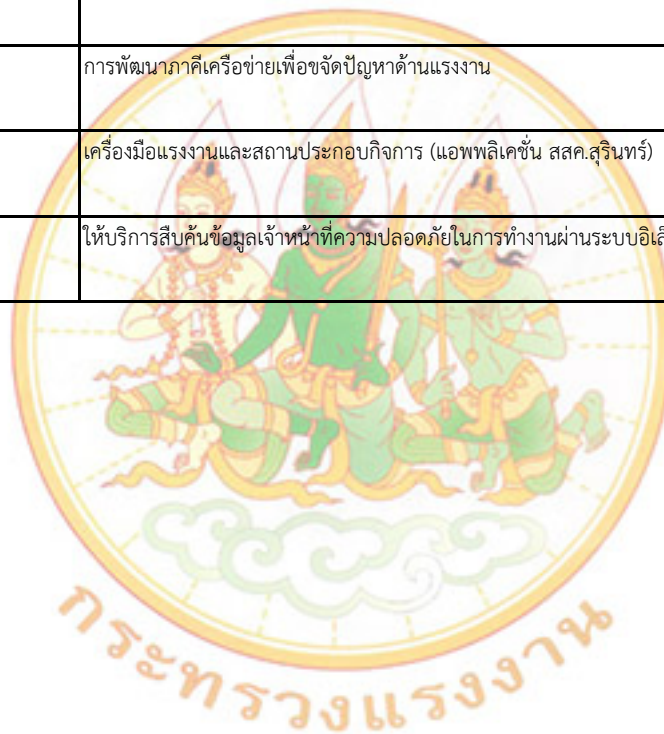 การพัฒนาภาคีเครือข่ายเพื่อขจัดปัญหาด้านแรงงาน
เครื่องมือแรงงานและสถานประกอบกิจการ (แอพพลิเคชั่น สสค.สุรินทร์)
ให้บริการสืบค้นข้อมูลเจ้าหน้าที่ความปลอดภัยในการทำงานผ่านระบบ
กระทรวงแรงงาน